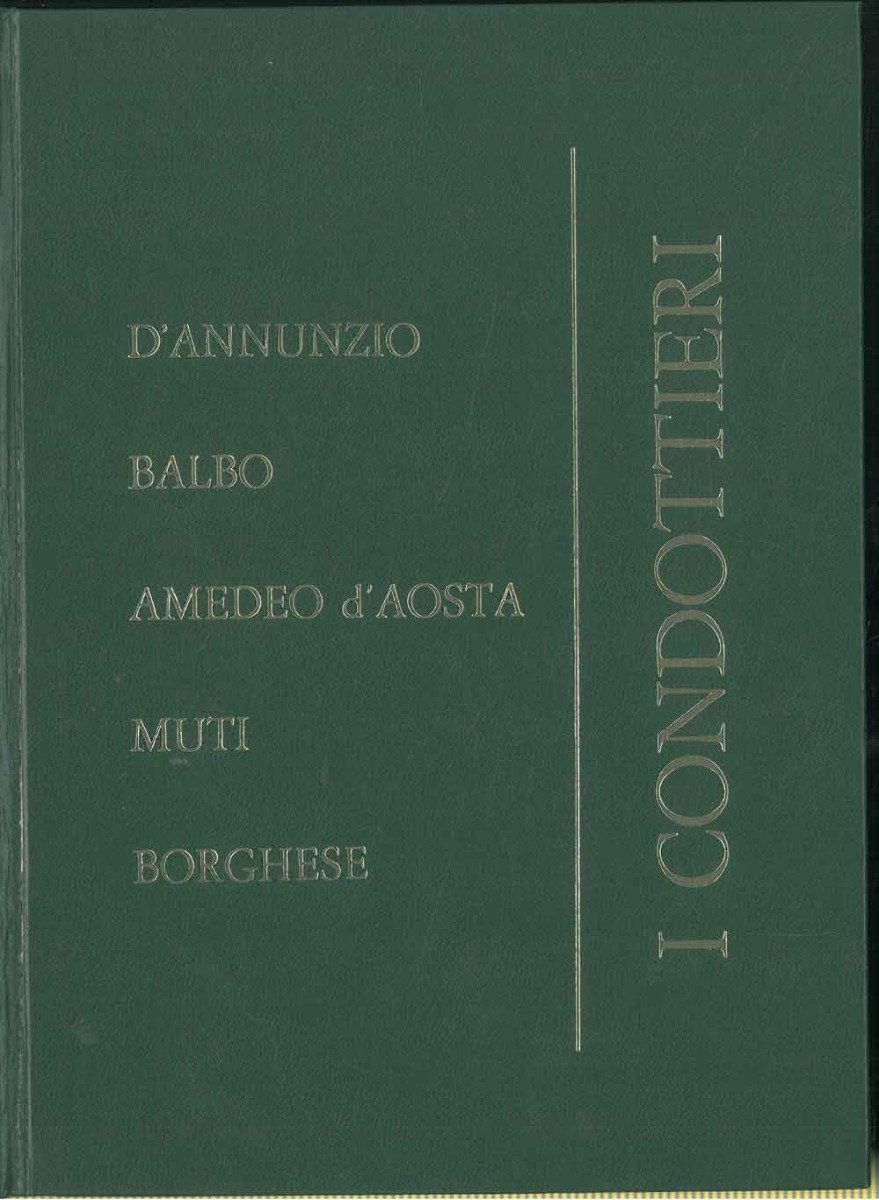 D'ANNUNZIO
BALBO
AMEDEO d'AOSTA
MUTI
BORGHESE
I CONDOTTIERI